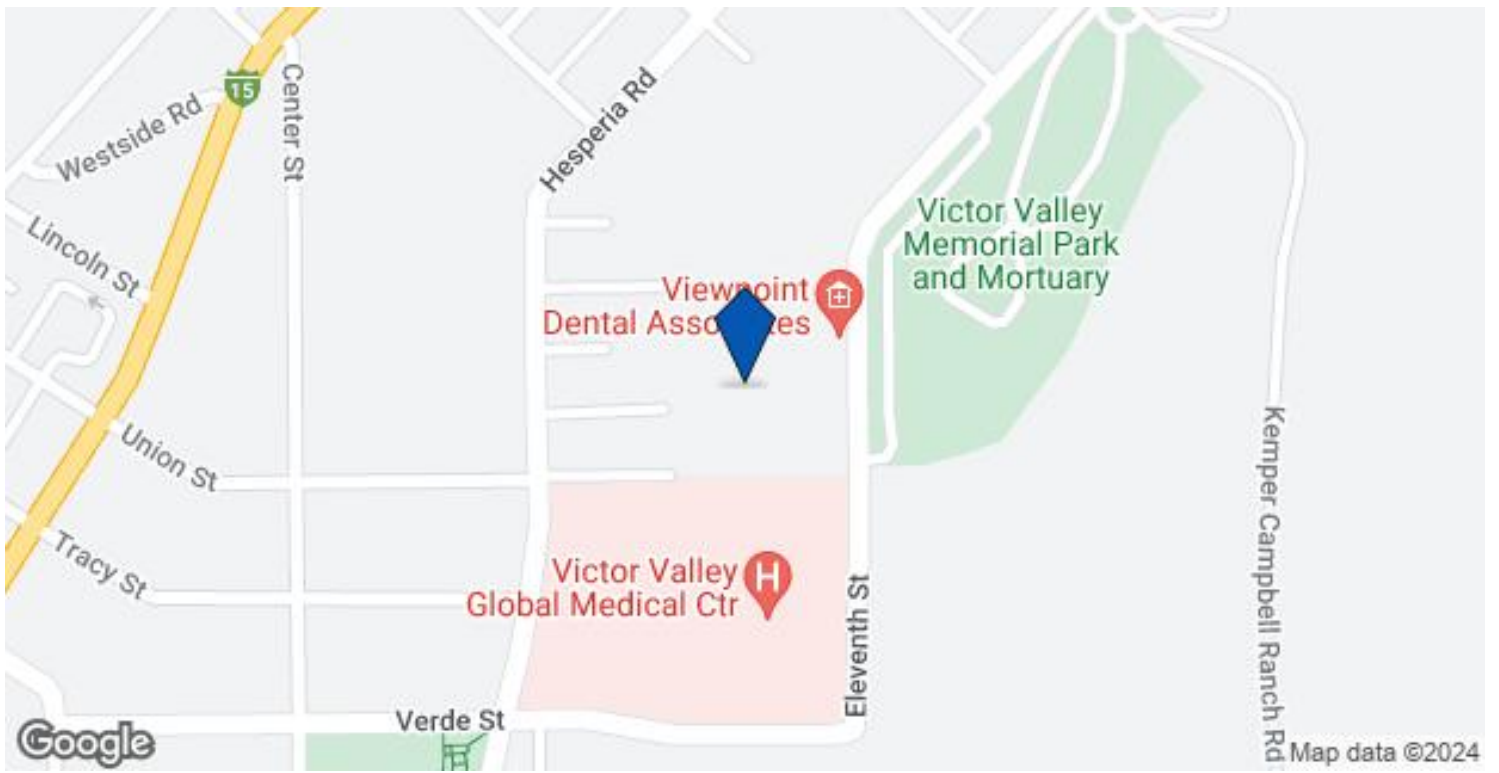 15
Center St
Westside Rd
Hesperia Rd
Lincoln St
Victor Valley
Memorial Park
and Mortuary
Viewpoint
Dental Associates
Union St
Kemper Campbell Ranch Rd
Tracy St
Victor Valley
Global Medical Ctr
H
Eleventh St
Verde St
Google
Map data ©2024